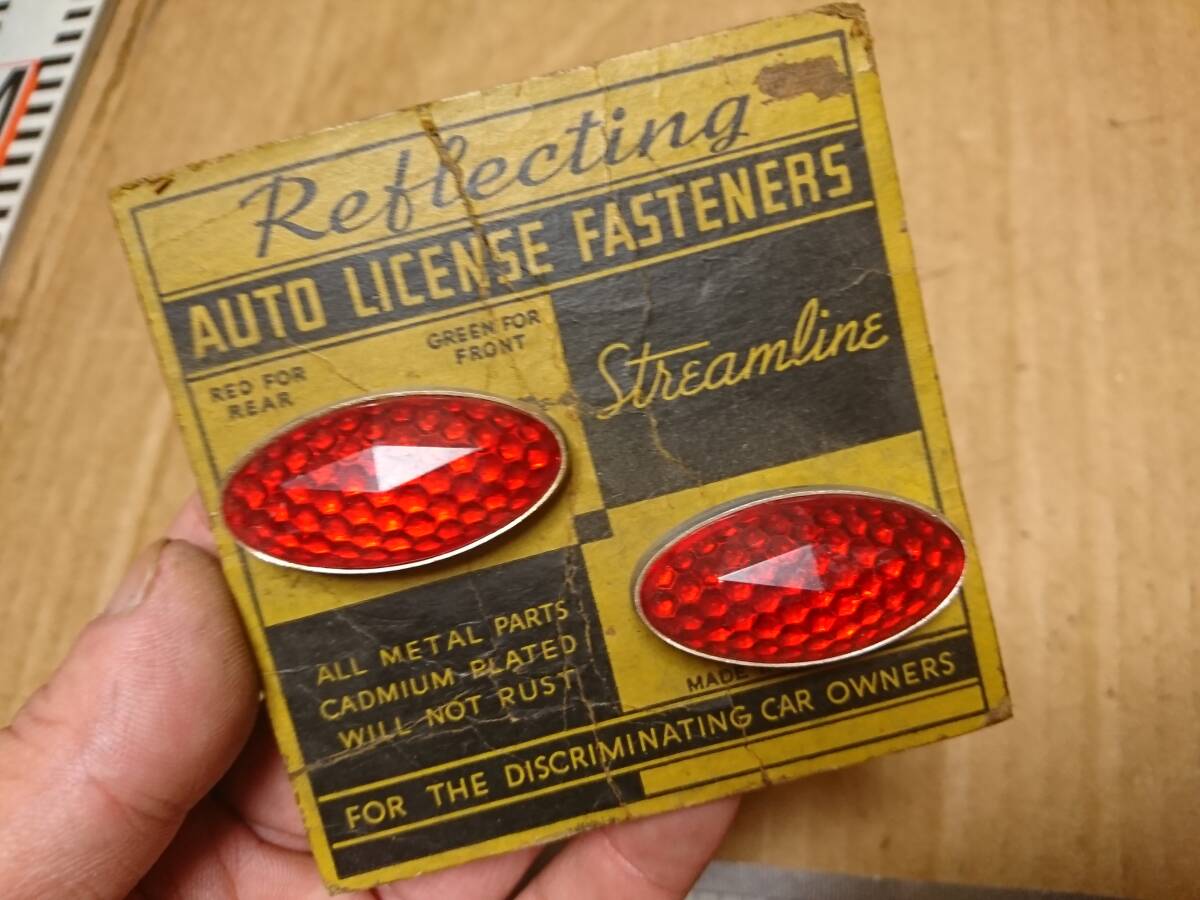 Reflecting
AUTO LICENSE FASTENERS
RED FOR
REAR
GREEN FOR
FRONT
Streamline
ALL METAL PARTS
CADMIUM PLATED
WILL NOT RUST
MADE
FOR THE DISCRIMINATING CAR OWNERS